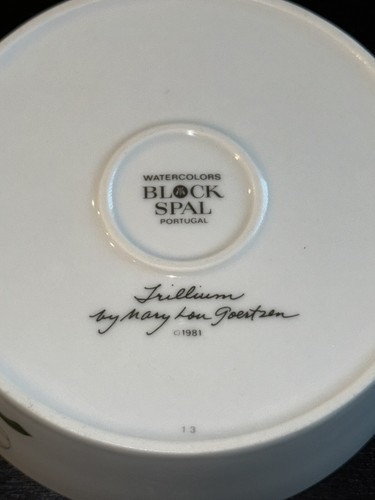 WATERCOLORS
BLOCK
SPAL
PORTUGAL
Trillium
by Mary Lou Goertzen
©1981
13